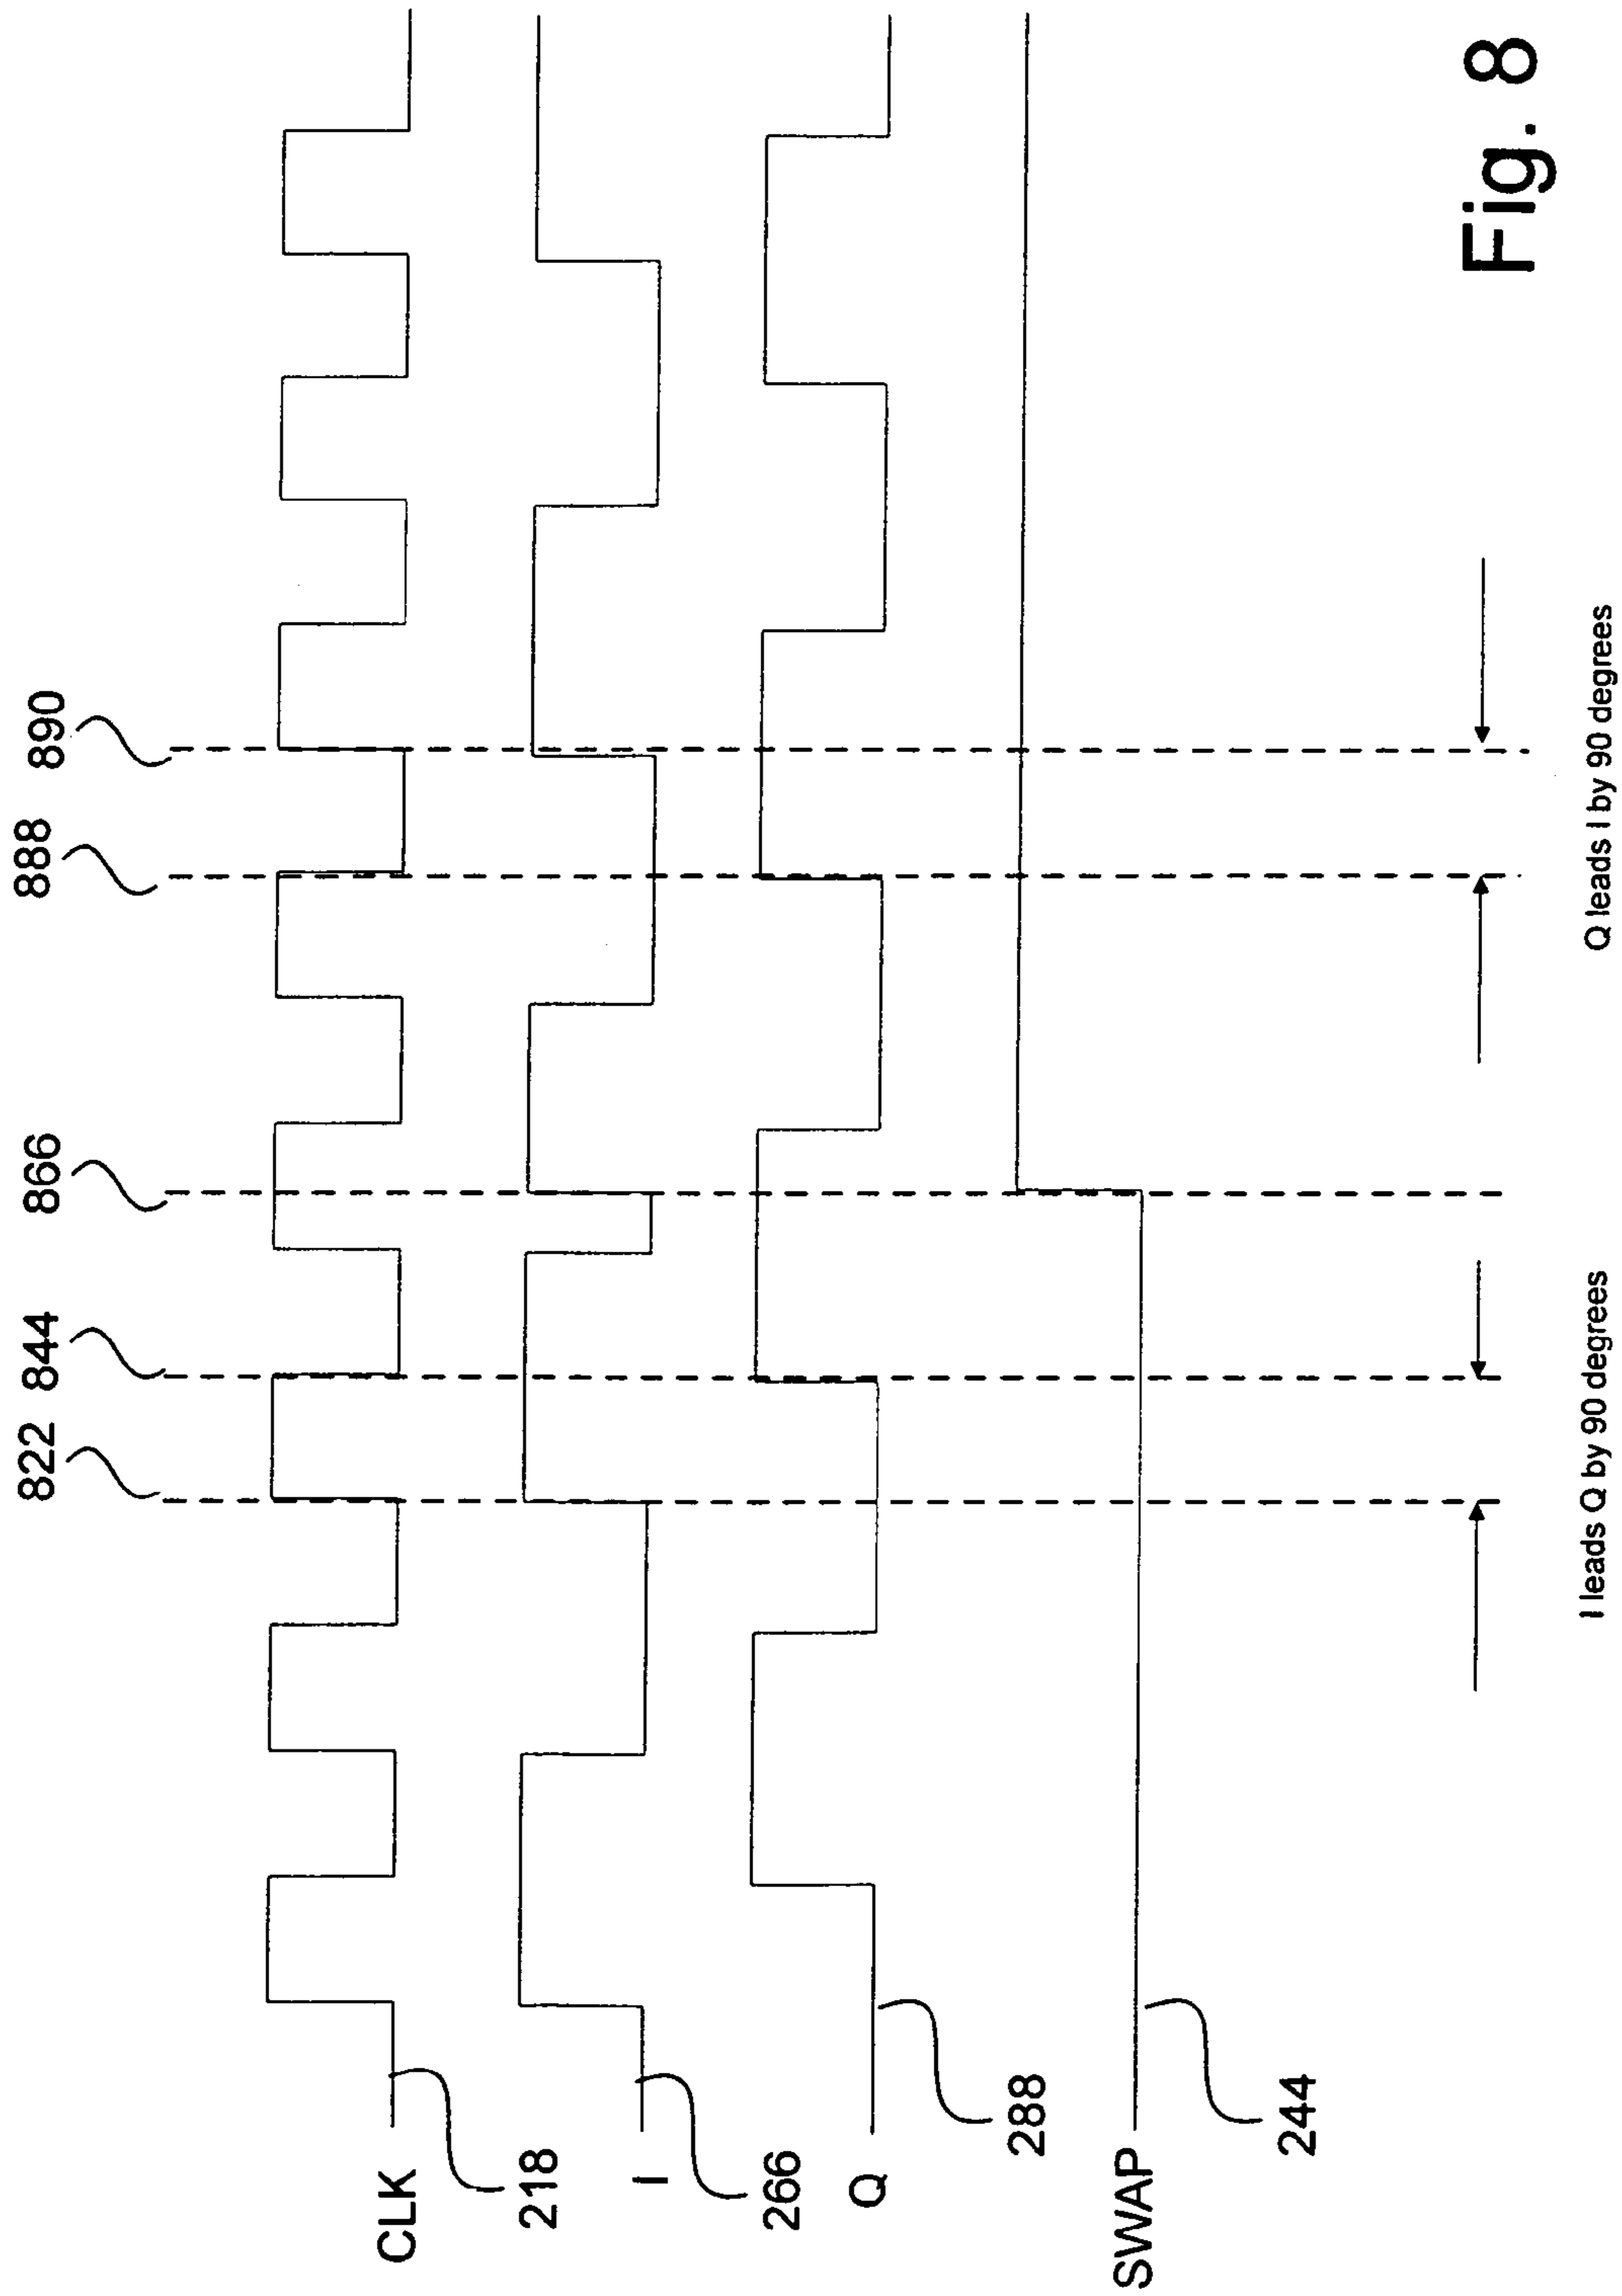 822
844
866
888
890
CLK
218
I
266
Q
288
SWAP
244
I leads Q by 90 degrees
Q leads I by 90 degrees
Fig. 8